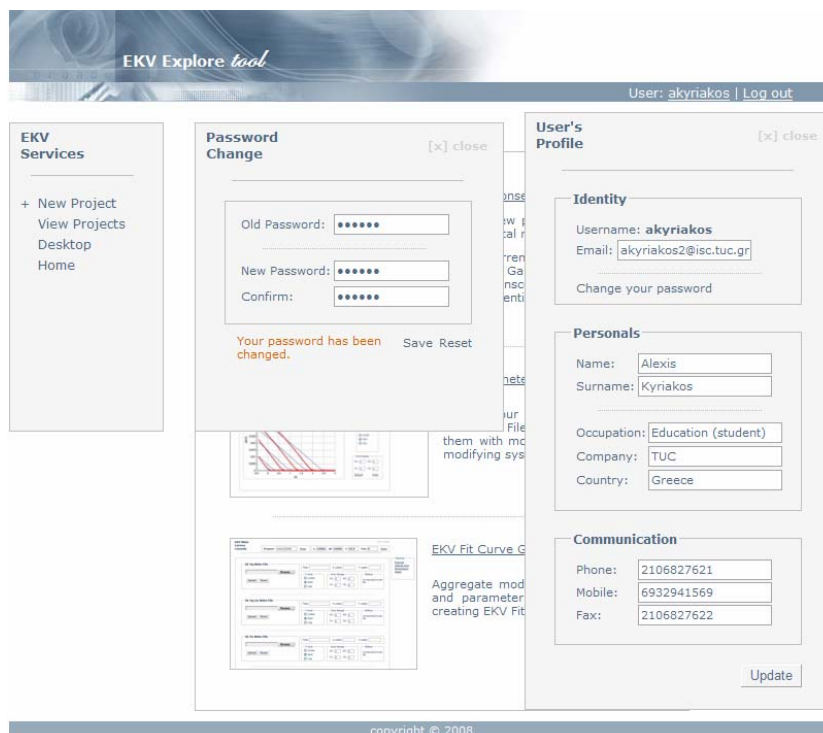 EKV Explore tool
User: akyriakos | Log out
EKV
Services
+ New Project
View Projects
Desktop
Home
Password
Change
[x] close
Old Password: ●●●●●●
New Password: ●●●●●●
Confirm: ●●●●●●
Your password has been
changed.
Save Reset
them with mo
modifying sys
EKV Fit Curve G
Aggregate mod
and parameter
creating EKV Fit
User's
Profile
[x] close
Identity
Username: akyriakos
Email: akyriakos2@isc.tuc.gr
Change your password
Personals
Name: Alexis
Surname: Kyriakos
Occupation: Education (student)
Company: TUC
Country: Greece
Communication
Phone: 2106827621
Mobile: 6932941569
Fax: 2106827622
Update
copyright © 2008